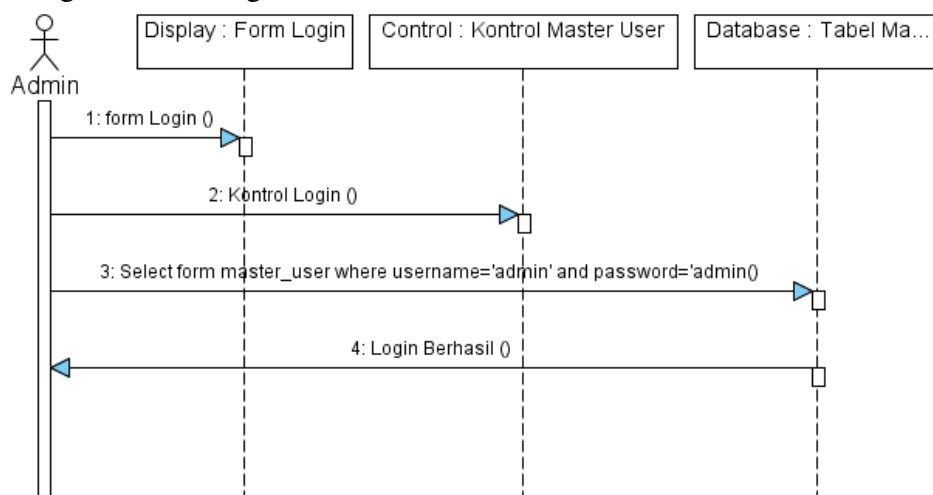 Display : Form Login
Control : Kontrol Master User
Database : Tabel Ma...
Admin
1: form Login ()
2: Kontrol Login ()
3: Select form master_user where username='admin' and password='admin()
4: Login Berhasil ()